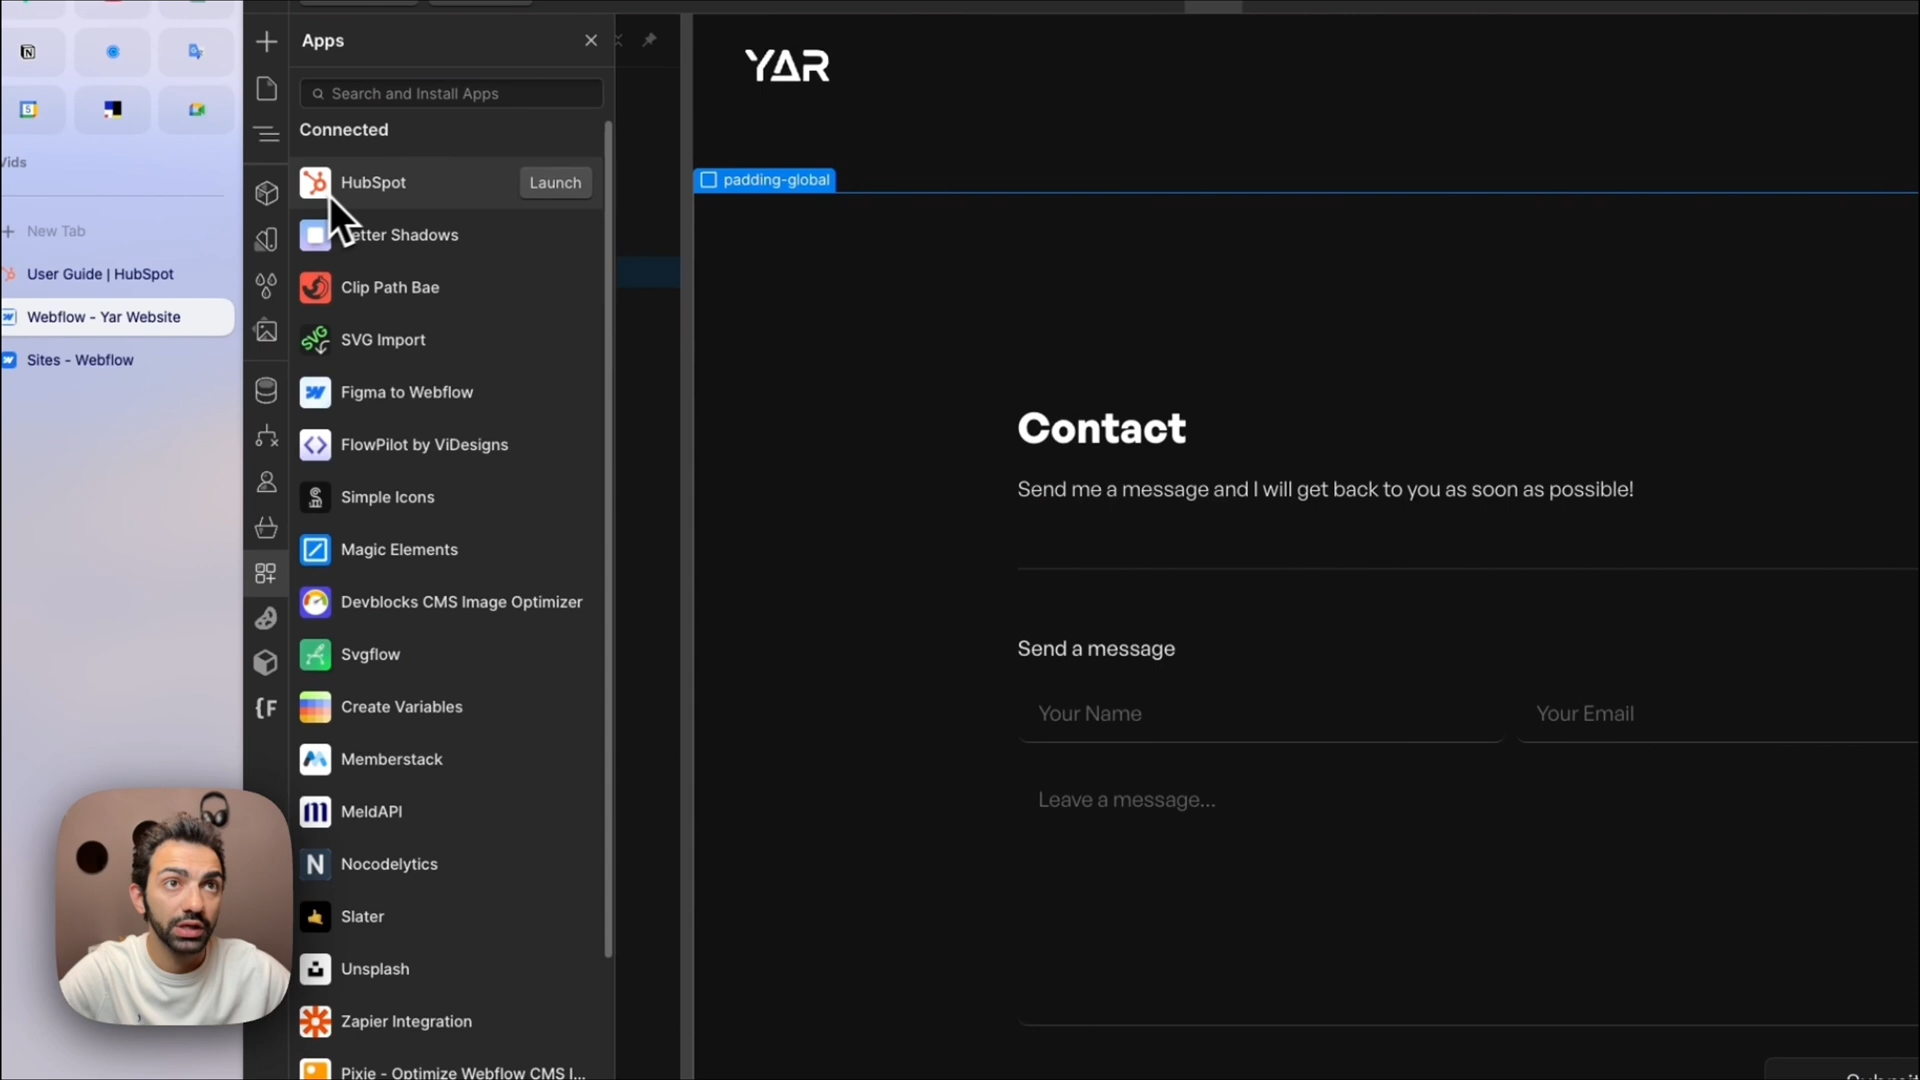 Apps
Search and Install Apps
Connected
HubSpot
Launch
etter Shadows
Clip Path Bae
SVG Import
Figma to Webflow
FlowPilot by ViDesigns
Simple Icons
Magic Elements
Devblocks CMS Image Optimizer
Svgflow
Create Variables
Memberstack
MeldAPI
Nocodelytics
Slater
Unsplash
Zapier Integration
Pixie - Optimize Webflow CMS I...
Vids
New Tab
User Guide | HubSpot
Webflow - Yar Website
Sites - Webflow
YAR
padding-global
Contact
Send me a message and I will get back to you as soon as possible!
Send a message
Your Name
Your Email
Leave a message...